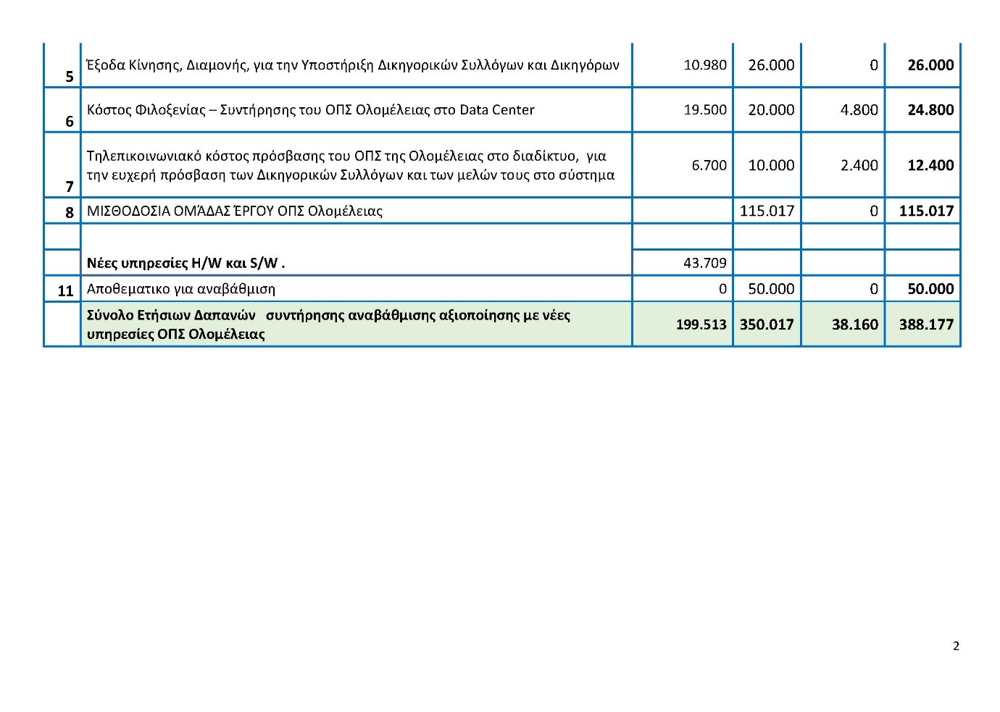 5 Έξοδα Κίνησης, Διαμονής, για την Υποστήριξη Δικηγορικών Συλλόγων και Δικηγόρων 10.980 26.000 0 26.000
6 Κόστος Φιλοξενίας – Συντήρησης του ΟΠΣ Ολομέλειας στο Data Center 19.500 20.000 4.800 24.800
Τηλεπικοινωνιακό κόστος πρόσβασης του ΟΠΣ της Ολομέλειας στο διαδίκτυο, για
την ευχερή πρόσβαση των Δικηγορικών Συλλόγων και των μελών τους στο σύστημα
7 6.700 10.000 2.400 12.400
8 ΜΙΣΘΟΔΟΣΙΑ ΟΜΆΔΑΣ ΈΡΓΟΥ ΟΠΣ Ολομέλειας 115.017 0 115.017
Νέες υπηρεσίες H/W και S/W . 43.709
11 Αποθεματικο για αναβάθμιση 0 50.000 0 50.000
Σύνολο Ετήσιων Δαπανών συντήρησης αναβάθμισης αξιοποίησης με νέες
υπηρεσίες ΟΠΣ Ολομέλειας 199.513 350.017 38.160 388.177
2